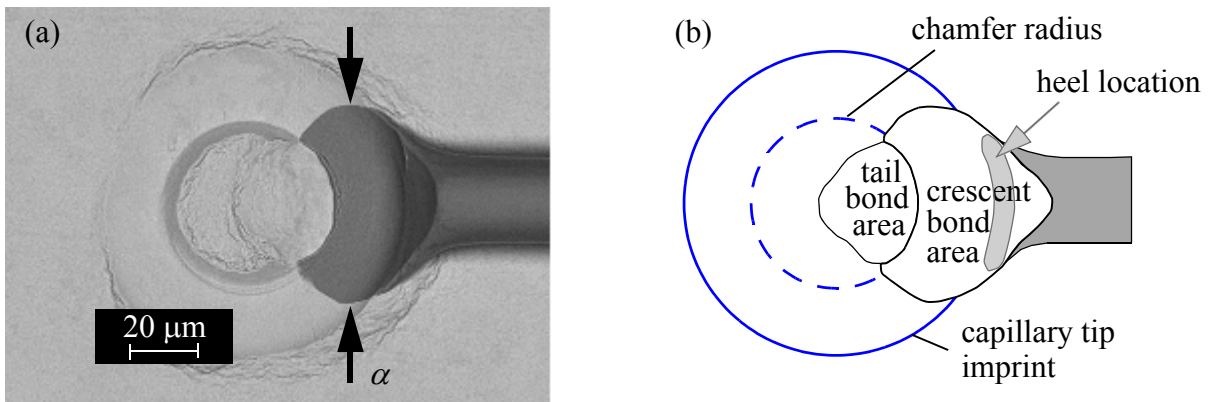 (a)
20 μm
α
(b)
chamfer radius
heel location
tail
bond
area
crescent
bond
area
capillary tip
imprint